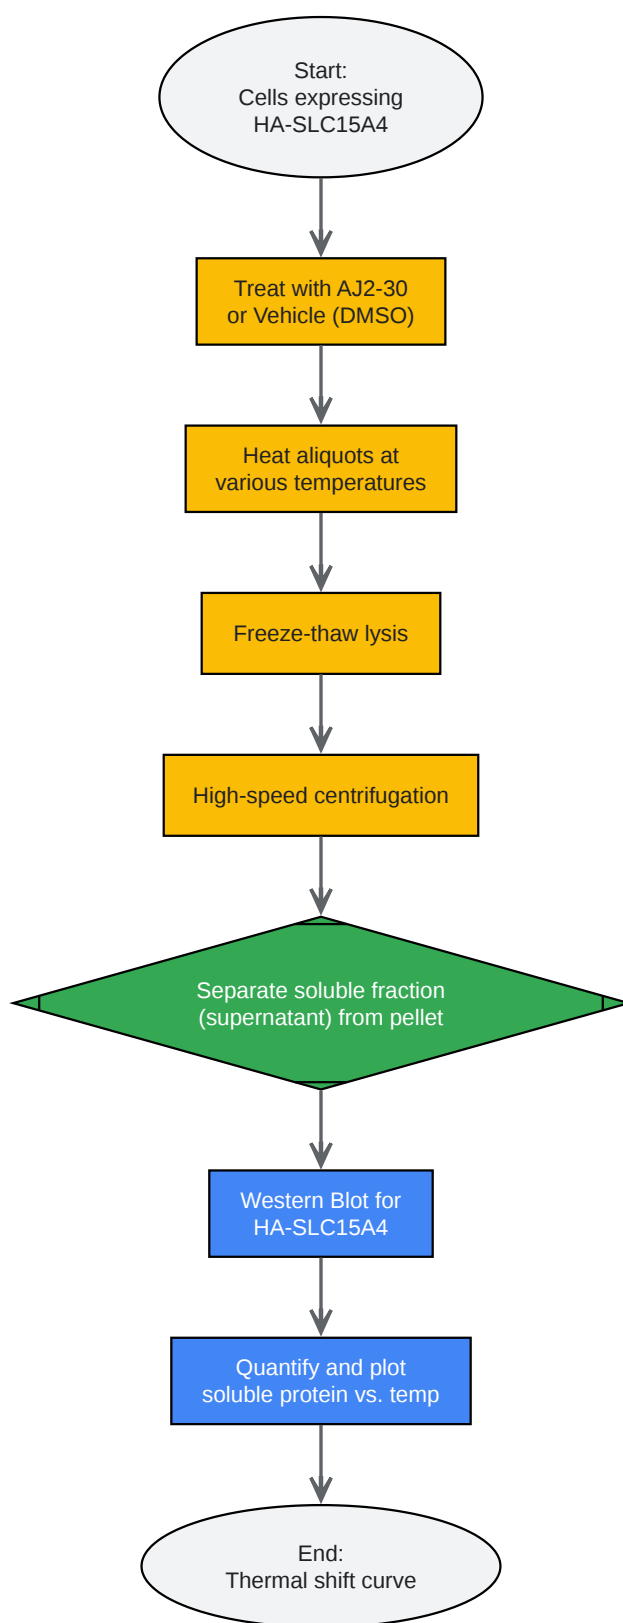 Start:
Cells expressing
HA-SLC15A4
Treat with AJ2-30
or Vehicle (DMSO)
Heat aliquots at
various temperatures
Freeze-thaw lysis
High-speed centrifugation
Separate soluble fraction
(supernatant) from pellet
Western Blot for
HA-SLC15A4
Quantify and plot
soluble protein vs. temp
End:
Thermal shift curve